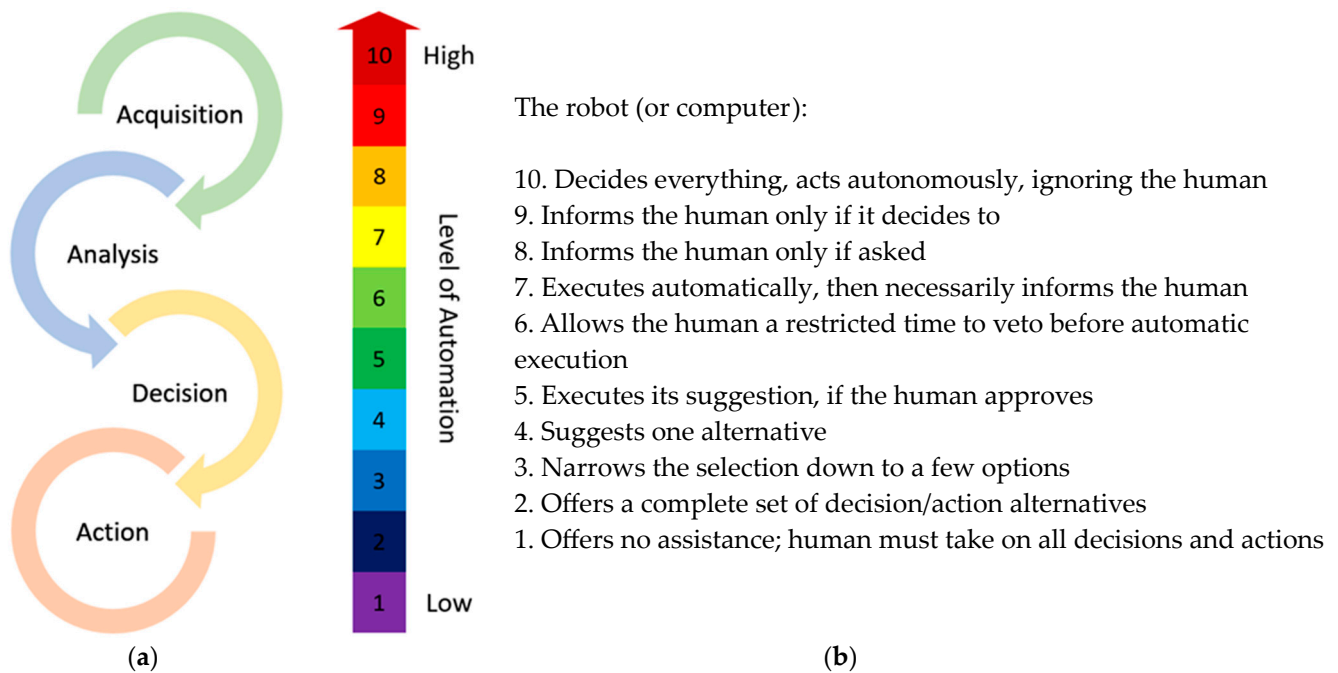 Acquisition
Analysis
Decision
Action
(a)
10
9
8
7
6
5
4
3
2
1
High
Level of Automation
Low
The robot (or computer):
10. Decides everything, acts autonomously, ignoring the human
9. Informs the human only if it decides to
8. Informs the human only if asked
7. Executes automatically, then necessarily informs the human
6. Allows the human a restricted time to veto before automatic
execution
5. Executes its suggestion, if the human approves
4. Suggests one alternative
3. Narrows the selection down to a few options
2. Offers a complete set of decision/action alternatives
1. Offers no assistance; human must take on all decisions and actions
(b)